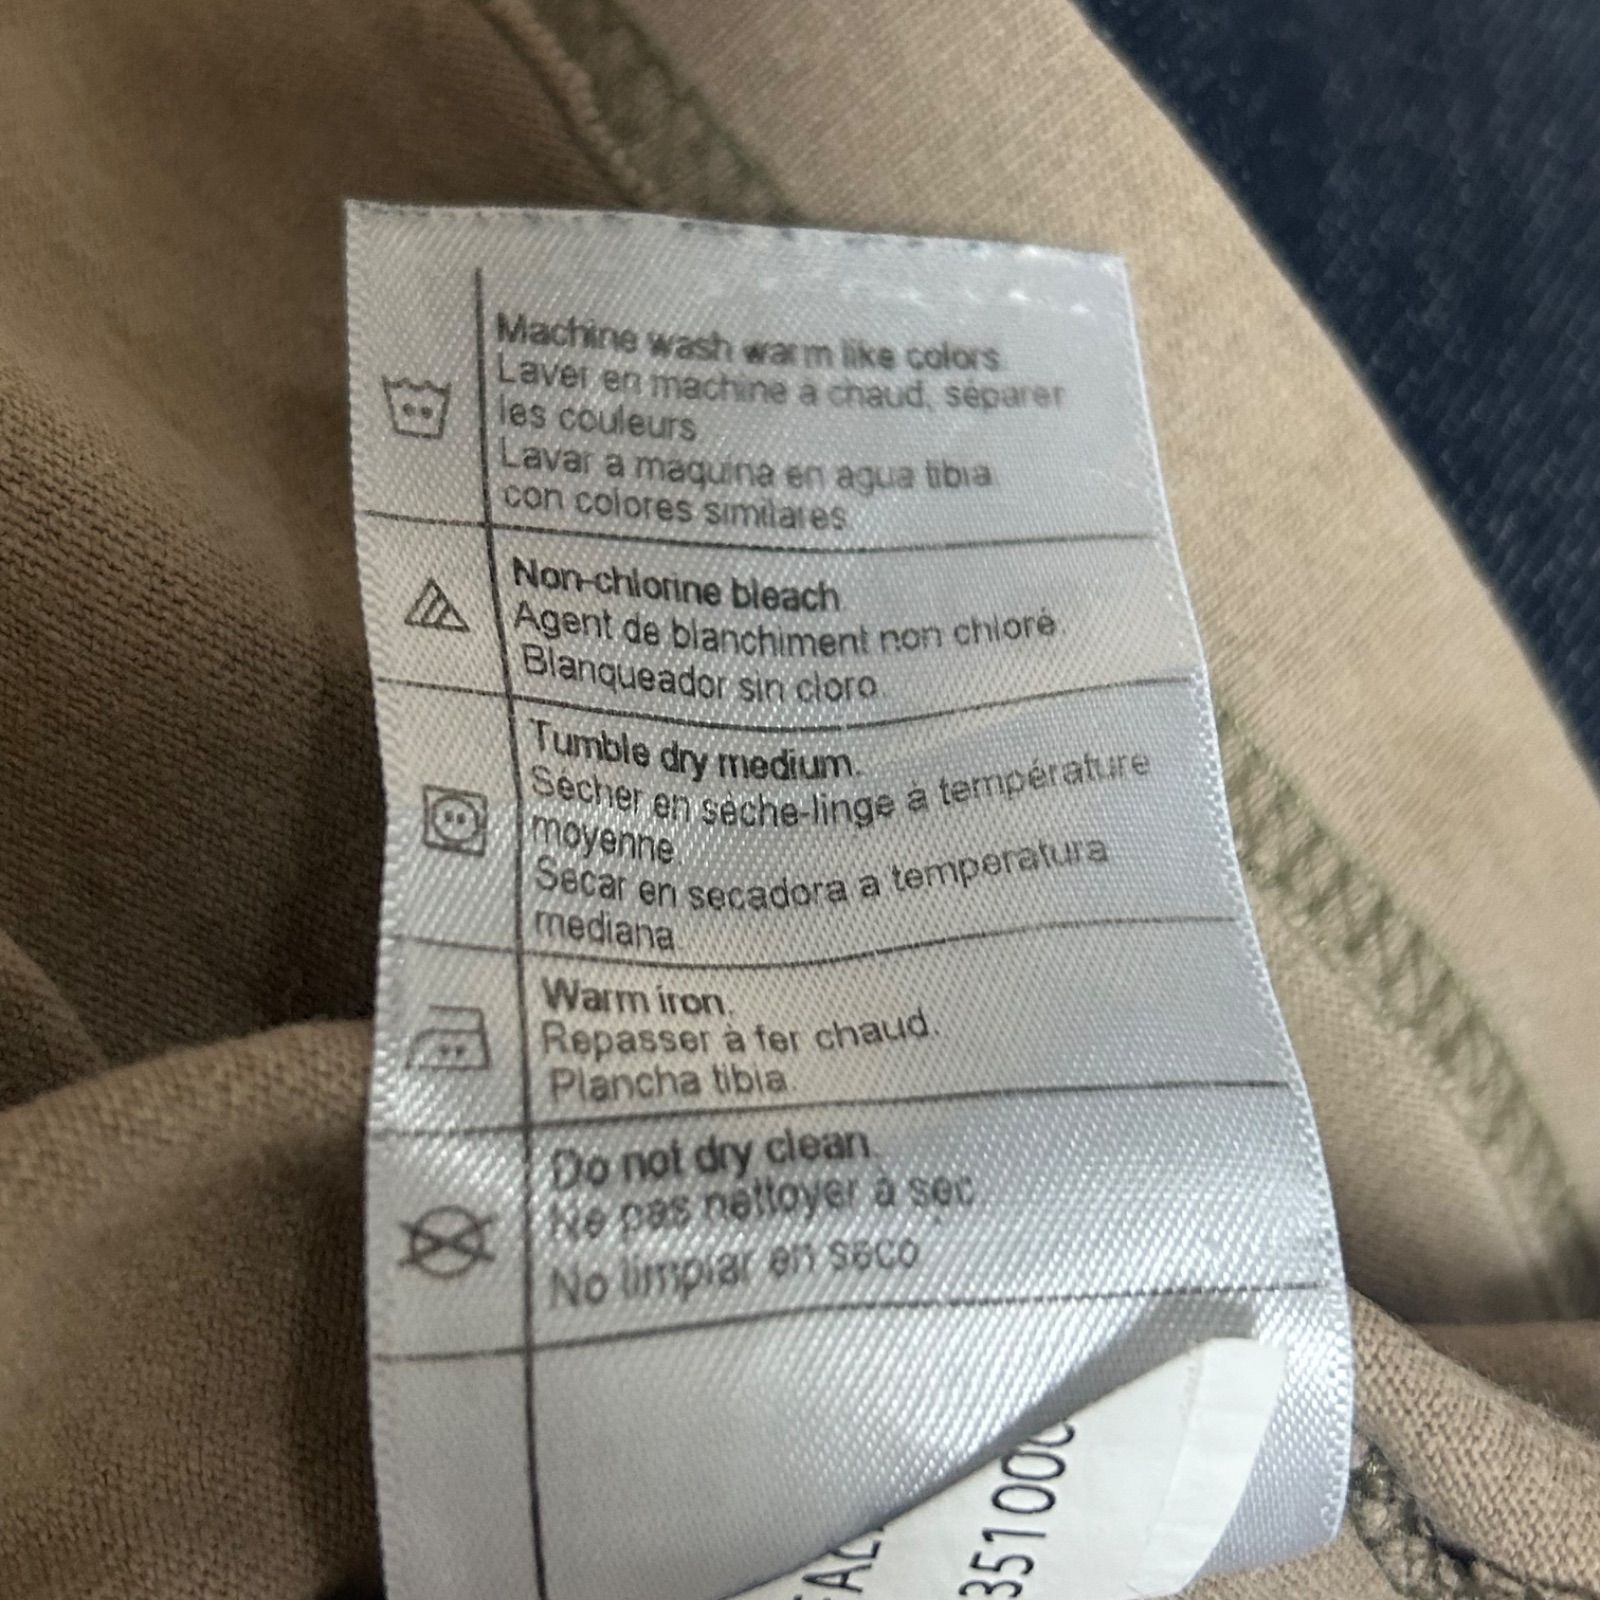 Machine wash warm like colors
Laver en machine à chaud, séparer
les couleurs
Lavar a maquina en agua tibia
con colores similares
Non-chlorine bleach
Agent de blanchiment non chloré.
Blanqueador sin cloro.
Tumble dry medium.
Sécher en sèche-linge à température
moyenne.
Secar en secadora a temperatura
mediana.
Warm iron.
Repasser à fer chaud.
Plancha tibia.
Do not dry clean.
Ne pas nettoyer à sec
No limpiar en seco